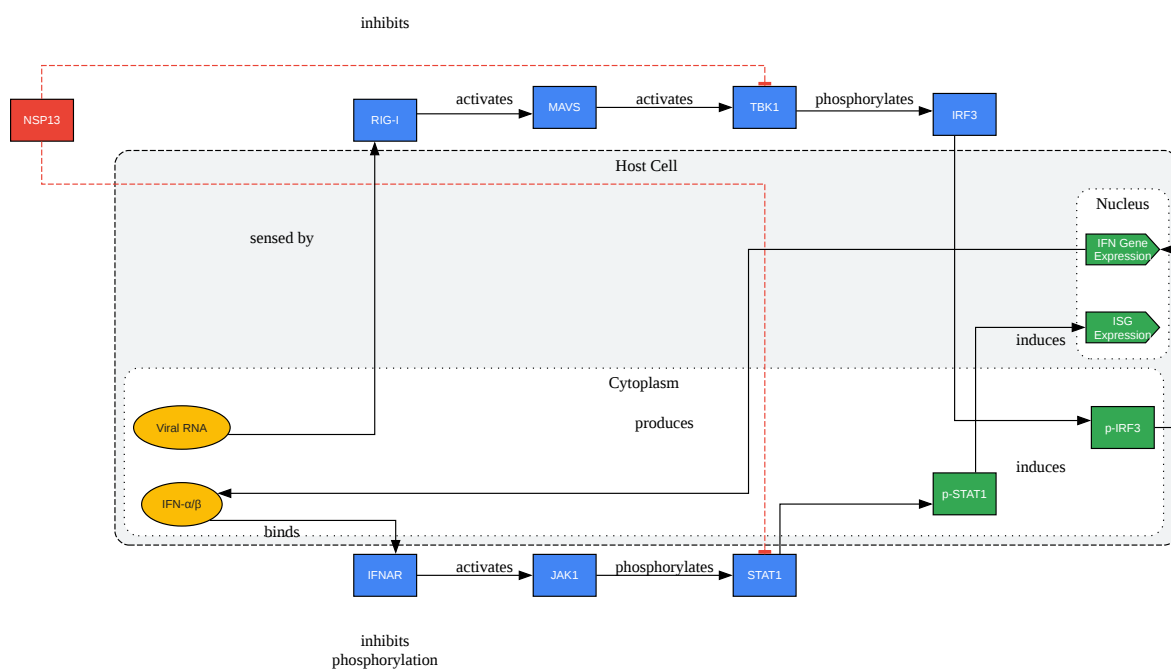 inhibits
NSP13
RIG-I
activates
MAVS
activates
TBK1
phosphorylates
IRF3
Host Cell
Nucleus
sensed by
IFN Gene
Expression
ISG
Expression
induces
Cytoplasm
Viral RNA
produces
p-IRF3
induces
p-STAT1
IFN-α/β
binds
IFNAR
activates
JAK1
phosphorylates
STAT1
inhibits
phosphorylation